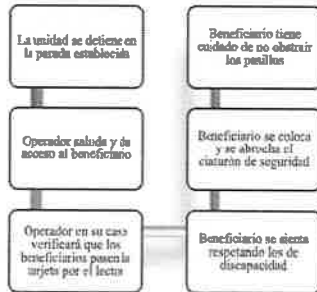 La unidad se detiene en
la parada establecida
Operador saluda y da
acceso al beneficiario
Operador en su caso
verificará que los
beneficiarios pasen la
tarjeta por el lector
Beneficiario se sienta
respetando los de
discapacidad
Beneficiario se coloca
y se abrocha el
cinturón de seguridad
Beneficiario tiene
cuidado de no obstruir
los pasillos